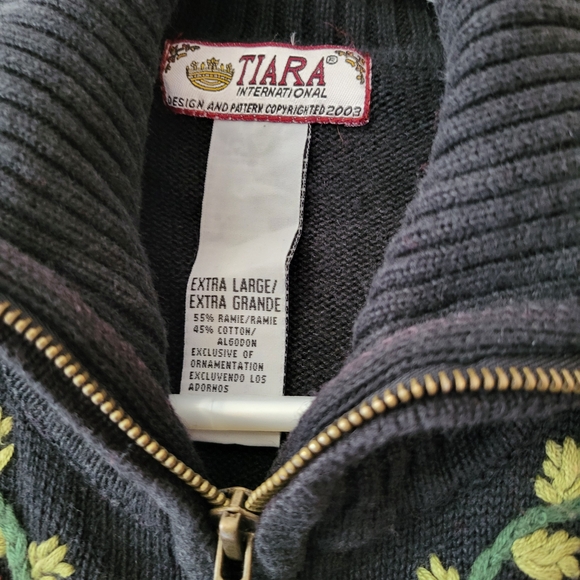 TIARA®
INTERNATIONAL
DESIGN AND PATTERN COPYRIGHTED 2003
EXTRA LARGE/
EXTRA GRANDE
55% RAMIE/RAMIE
45% COTTON/
ALGODON
EXCLUSIVE OF
ORNAMENTATION
EXCLUYENDO LOS
ADORNOS